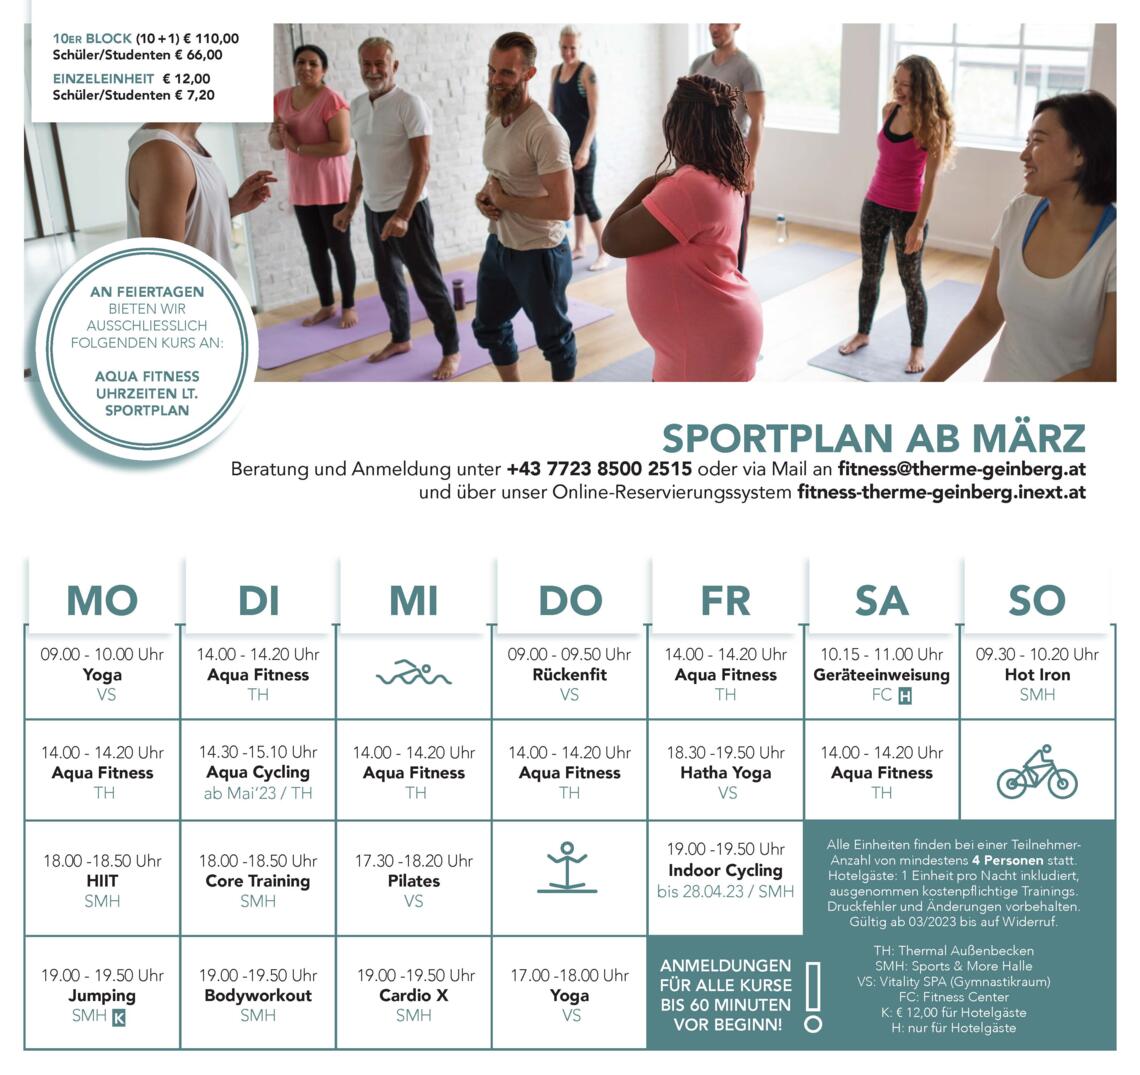 10ER BLOCK (10+1) € 110,00
Schüler/Studenten € 66,00
EINZELEINHEIT € 12,00
Schüler/Studenten € 7,20
AN FEIERTAGEN
BIETEN WIR
AUSSCHLIESSLICH
FOLGENDEN KURS AN:
AQUA FITNESS
UHRZEITEN LT.
SPORTPLAN
SPORTPLAN AB MÄRZ
Beratung und Anmeldung unter +43 7723 8500 2515 oder via Mail an fitness@therme-geinberg.at
und über unser Online-Reservierungssystem fitness-therme-geinberg.inext.at
MO DI MI DO FR SA SO
09.00 - 10.00 Uhr
Yoga
VS
14.00 - 14.20 Uhr
Aqua Fitness
TH
09.00 - 09.50 Uhr
Rückenfit
VS
14.00 - 14.20 Uhr
Aqua Fitness
TH
10.15 - 11.00 Uhr
Geräteeinweisung
FC H
09.30 - 10.20 Uhr
Hot Iron
SMH
14.00 - 14.20 Uhr
Aqua Fitness
TH
14.30 -15.10 Uhr
Aqua Cycling
ab Mai'23 / TH
14.00 - 14.20 Uhr
Aqua Fitness
TH
14.00 - 14.20 Uhr
Aqua Fitness
TH
18.30 -19.50 Uhr
Hatha Yoga
VS
14.00 - 14.20 Uhr
Aqua Fitness
TH
18.00 -18.50 Uhr
HIIT
SMH
18.00 -18.50 Uhr
Core Training
SMH
17.30 -18.20 Uhr
Pilates
VS
19.00 -19.50 Uhr
Indoor Cycling
bis 28.04.23 / SMH
Alle Einheiten finden bei einer Teilnehmer-
Anzahl von mindestens 4 Personen statt.
Hotelgäste: 1 Einheit pro Nacht inkludiert,
ausgenommen kostenpflichtige Trainings.
Druckfehler und Änderungen vorbehalten.
Gültig ab 03/2023 bis auf Widerruf.
19.00 - 19.50 Uhr
Jumping
SMH K
19.00 -19.50 Uhr
Bodyworkout
SMH
19.00 -19.50 Uhr
Cardio X
SMH
17.00 -18.00 Uhr
Yoga
VS
ANMELDUNGEN
FÜR ALLE KURSE
BIS 60 MINUTEN
VOR BEGINN!
TH: Thermal Außenbecken
SMH: Sports & More Halle
VS: Vitality SPA (Gymnastikraum)
FC: Fitness Center
K: € 12,00 für Hotelgäste
H: nur für Hotelgäste